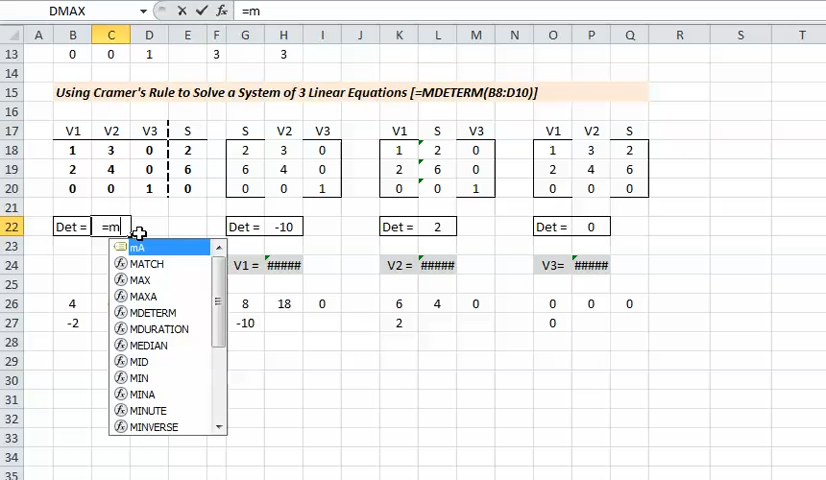 DMAX fx =m
A B C D E F G H I J K L M N O P Q R S T
13 0 0 1 3 3
14
15 Using Cramer's Rule to Solve a System of 3 Linear Equations [=MDETERM(B8:D10)]
16
17 V1 V2 V3 S S V2 V3 V1 S V3 V1 V2 S
18 1 3 0 2 2 3 0 1 2 0 1 3 2
19 2 4 0 6 6 4 0 2 6 0 2 4 6
20 0 0 1 0 0 0 1 0 0 1 0 0 0
21
22 Det = =m Det = -10 Det = 2 Det = 0
23 mA
24 MATCH V1 = ##### V2 = ##### V3= #####
25 MAX
26 4 MAXA 8 18 0 6 4 0 0 0 0
MDETERM
27 -2 MDURATION -10 2 0
28 MEDIAN
29 MID
30 MIN
31 MINA
32 MINUTE
33 MINVERSE
34
35